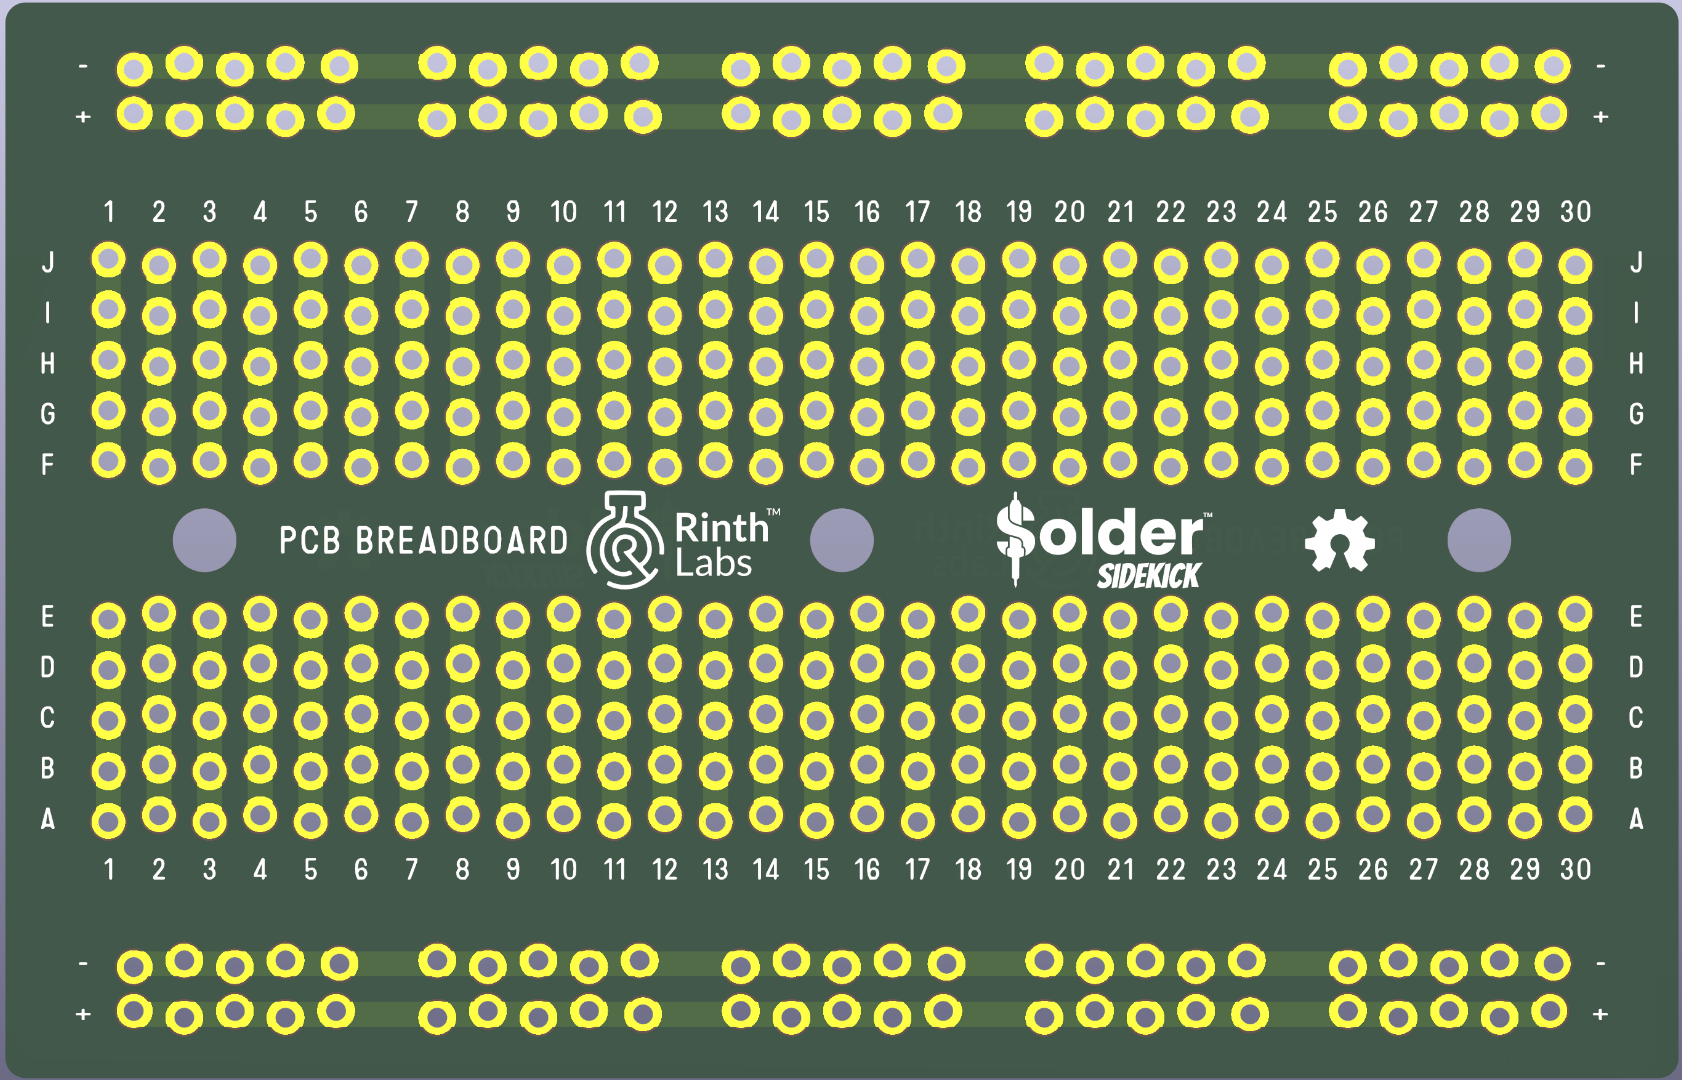 - -
+ +
1 2 3 4 5 6 7 8 9 10 11 12 13 14 15 16 17 18 19 20 21 22 23 24 25 26 27 28 29 30
J J
I I
H H
G G
F F
PCB BREADBOARD Rinth™ Labs $older™ SIDEKICK
E E
D D
C C
B B
A A
1 2 3 4 5 6 7 8 9 10 11 12 13 14 15 16 17 18 19 20 21 22 23 24 25 26 27 28 29 30
- -
+ +